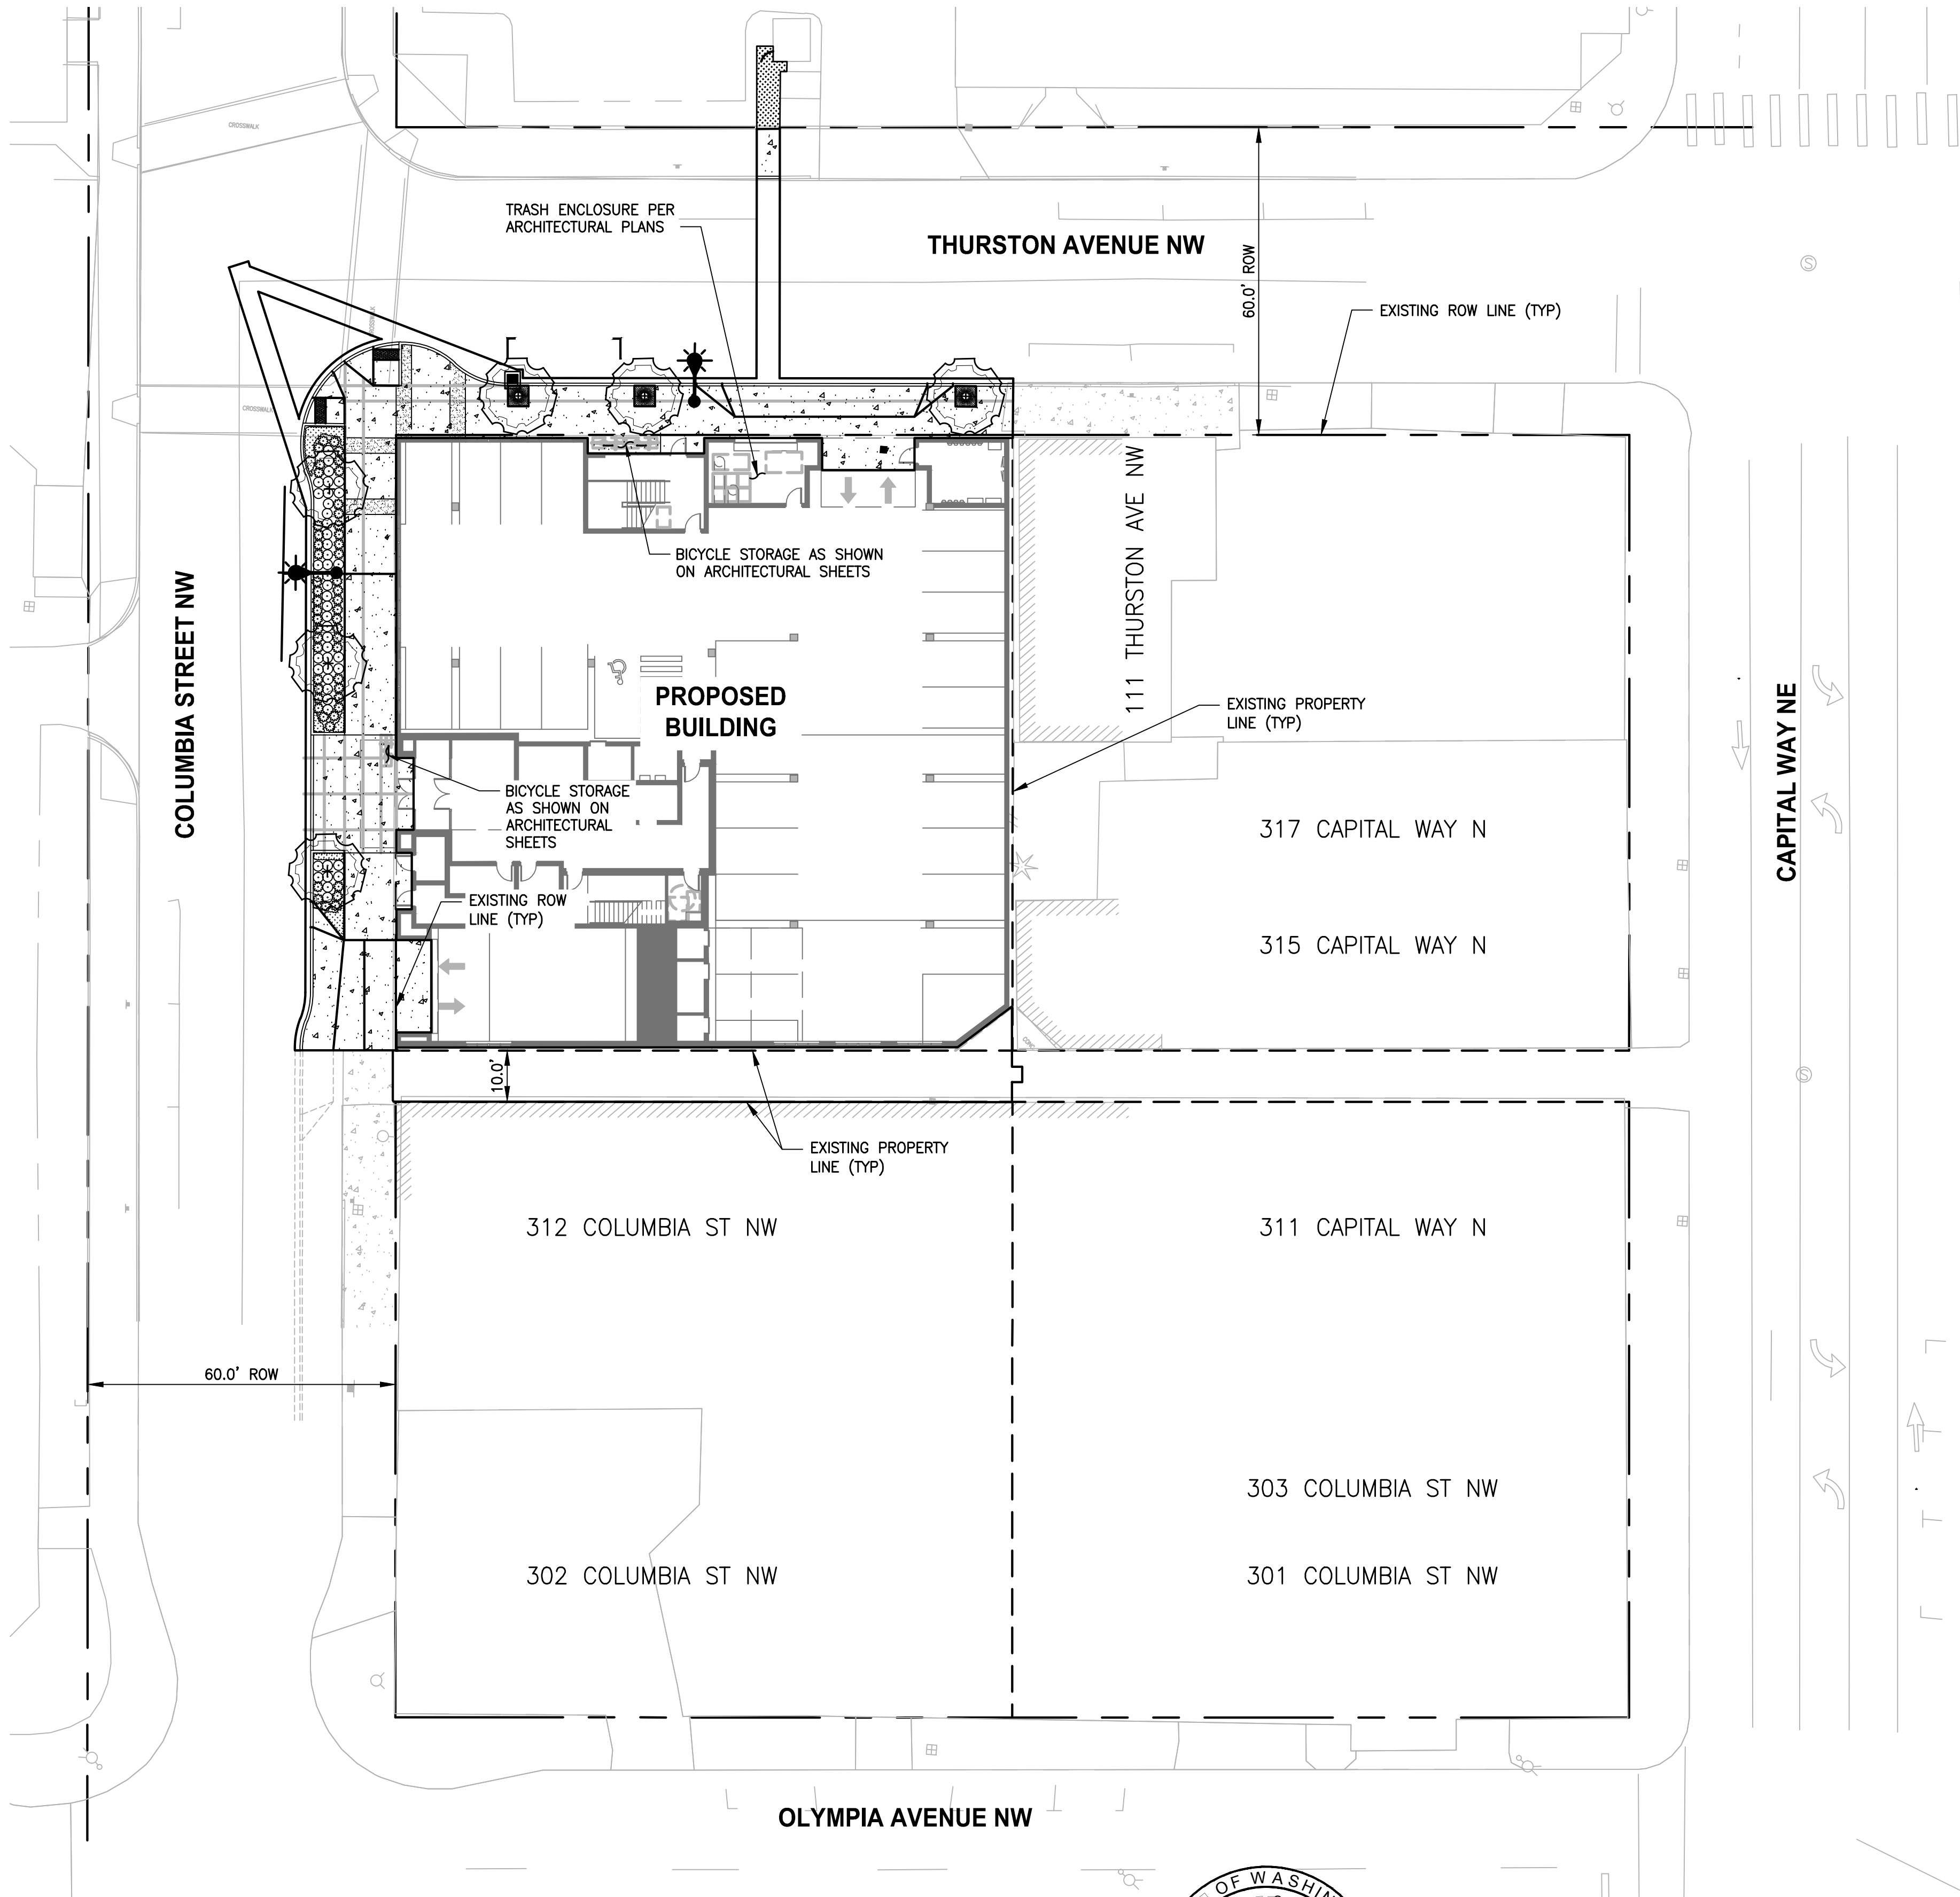 CROSSWALK
TRASH ENCLOSURE PER
ARCHITECTURAL PLANS
THURSTON AVENUE NW
60.0' ROW
EXISTING ROW LINE (TYP)
CROSSWALK
CROSSWALK
BICYCLE STORAGE AS SHOWN
ON ARCHITECTURAL SHEETS
111 THURSTON AVE NW
COLUMBIA STREET NW
PROPOSED
BUILDING
EXISTING PROPERTY
LINE (TYP)
CAPITAL WAY NE
BICYCLE STORAGE
AS SHOWN ON
ARCHITECTURAL
SHEETS
317 CAPITAL WAY N
EXISTING ROW
LINE (TYP)
315 CAPITAL WAY N
S
S
CONC
10.0'
EXISTING PROPERTY
LINE (TYP)
312 COLUMBIA ST NW
311 CAPITAL WAY N
60.0' ROW
303 COLUMBIA ST NW
302 COLUMBIA ST NW
301 COLUMBIA ST NW
OLYMPIA AVENUE NW
OF WASHIN